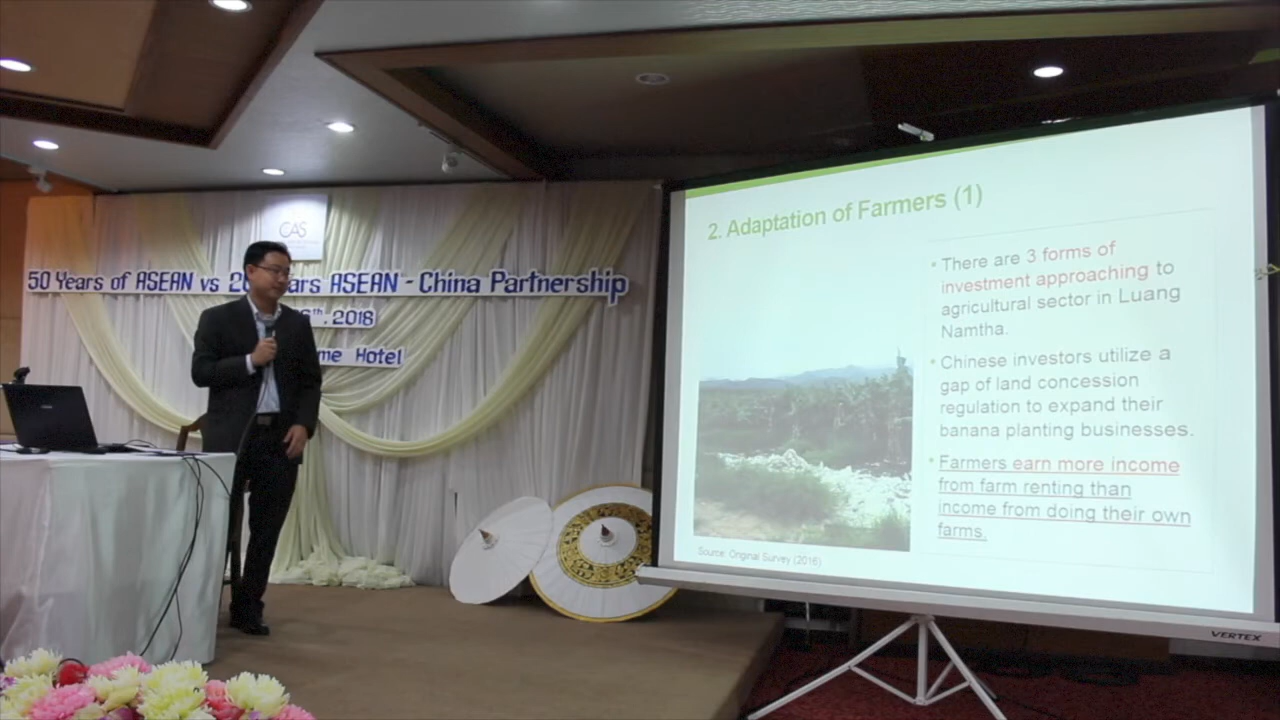 CAS
50 Years of ASEAN vs 20 Years ASEAN - China Partnership
th, 2018
me Hotel
2. Adaptation of Farmers (1)
• There are 3 forms of
investment approaching to
agricultural sector in Luang
Namtha.
• Chinese investors utilize a
gap of land concession
regulation to expand their
banana planting businesses.
• Farmers earn more income
from farm renting than
income from doing their own
farms.
Source: Original Survey (2016)
VERTEX